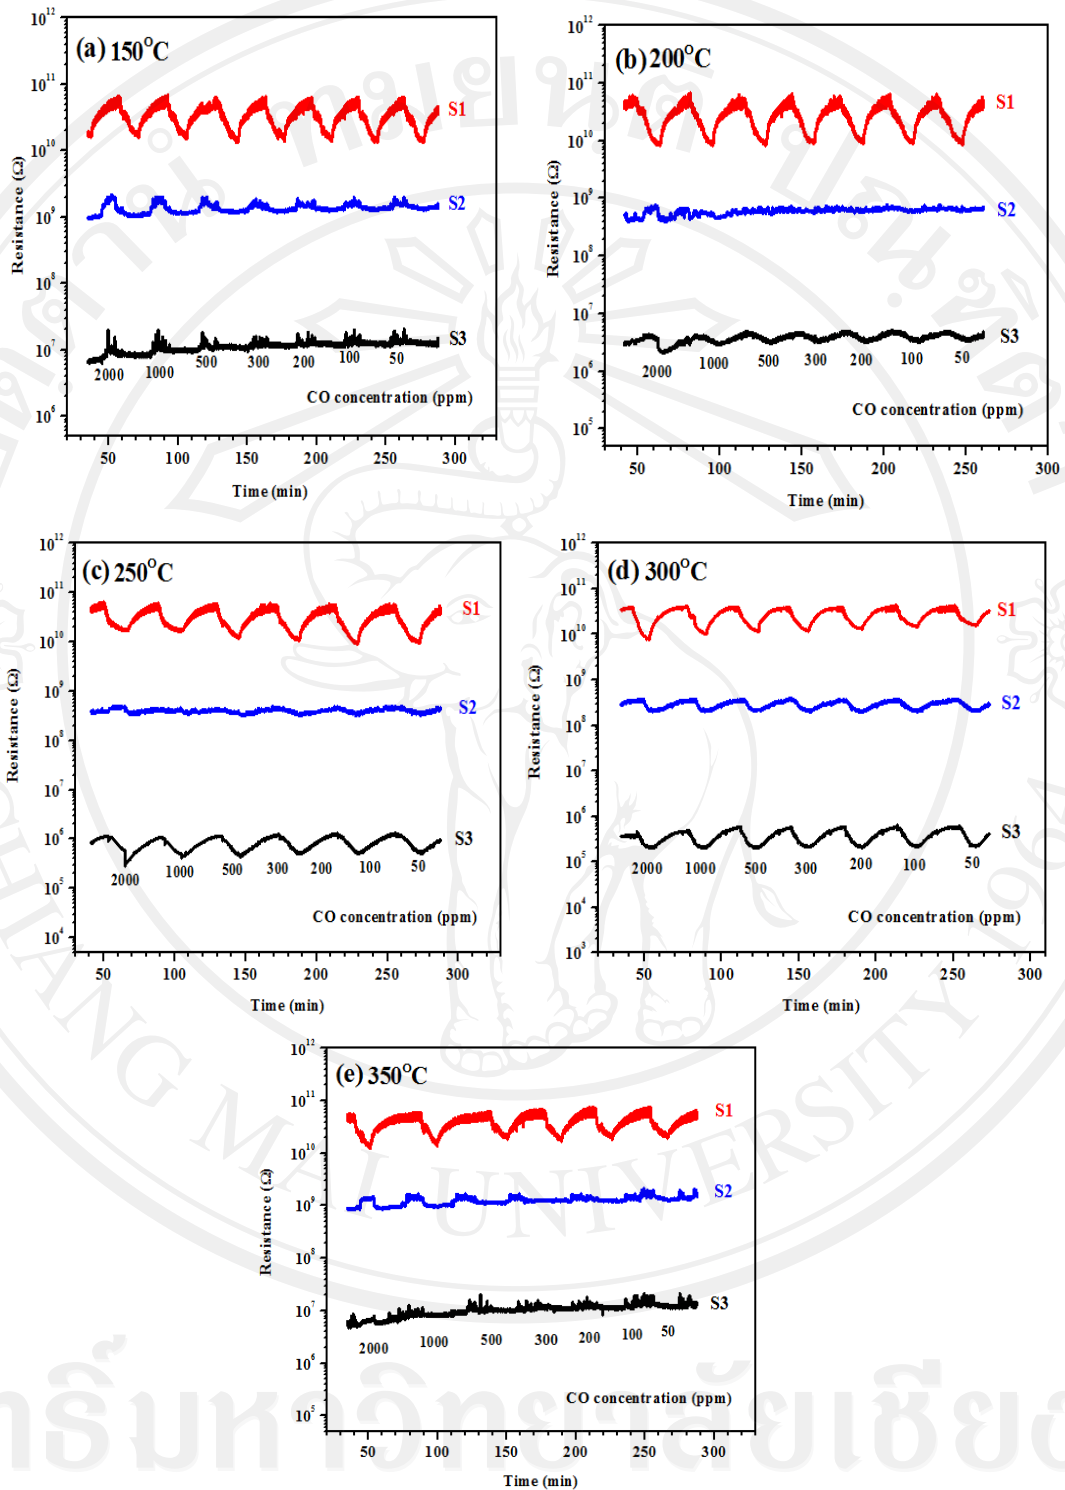 (a) 150°C
10¹²
10¹¹
10¹⁰
10⁹
10⁸
10⁷
10⁶
Resistance (Ω)
S1
S2
S3
2000 1000 500 300 200 100 50
CO concentration (ppm)
50 100 150 200 250 300
Time (min)
(b) 200°C
10¹²
10¹¹
10¹⁰
10⁹
10⁸
10⁷
10⁶
10⁵
Resistance (Ω)
S1
S2
S3
2000 1000 500 300 200 100 50
CO concentration (ppm)
50 100 150 200 250 300
Time (min)
(c) 250°C
10¹²
10¹¹
10¹⁰
10⁹
10⁸
10⁷
10⁶
10⁵
10⁴
Resistance (Ω)
S1
S2
S3
2000 1000 500 300 200 100 50
CO concentration (ppm)
50 100 150 200 250 300
Time (min)
(d) 300°C
10¹²
10¹¹
10¹⁰
10⁹
10⁸
10⁷
10⁶
10⁵
10⁴
10³
Resistance (Ω)
S1
S2
S3
2000 1000 500 300 200 100 50
CO concentration (ppm)
50 100 150 200 250 300
Time (min)
(e) 350°C
10¹²
10¹¹
10¹⁰
10⁹
10⁸
10⁷
10⁶
10⁵
Resistance (Ω)
S1
S2
S3
2000 1000 500 300 200 100 50
CO concentration (ppm)
50 100 150 200 250 300
Time (min)
CHIANG MAI UNIVERSITY 1964